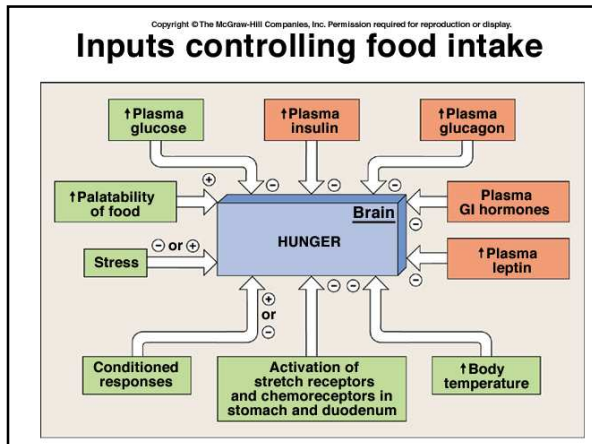 Copyright © The McGraw-Hill Companies, Inc. Permission required for reproduction or display.
Inputs controlling food intake
↑Plasma
glucose
↑Plasma
insulin
↑Plasma
glucagon
⊖
⊖
⊖
↑Palatability
of food
⊕
Brain
HUNGER
Plasma
GI hormones
⊖
Stress
⊖ or ⊕
↑Plasma
leptin
⊖
⊕
or
⊖
⊖
⊖
Conditioned
responses
Activation of
stretch receptors
and chemoreceptors in
stomach and duodenum
↑Body
temperature